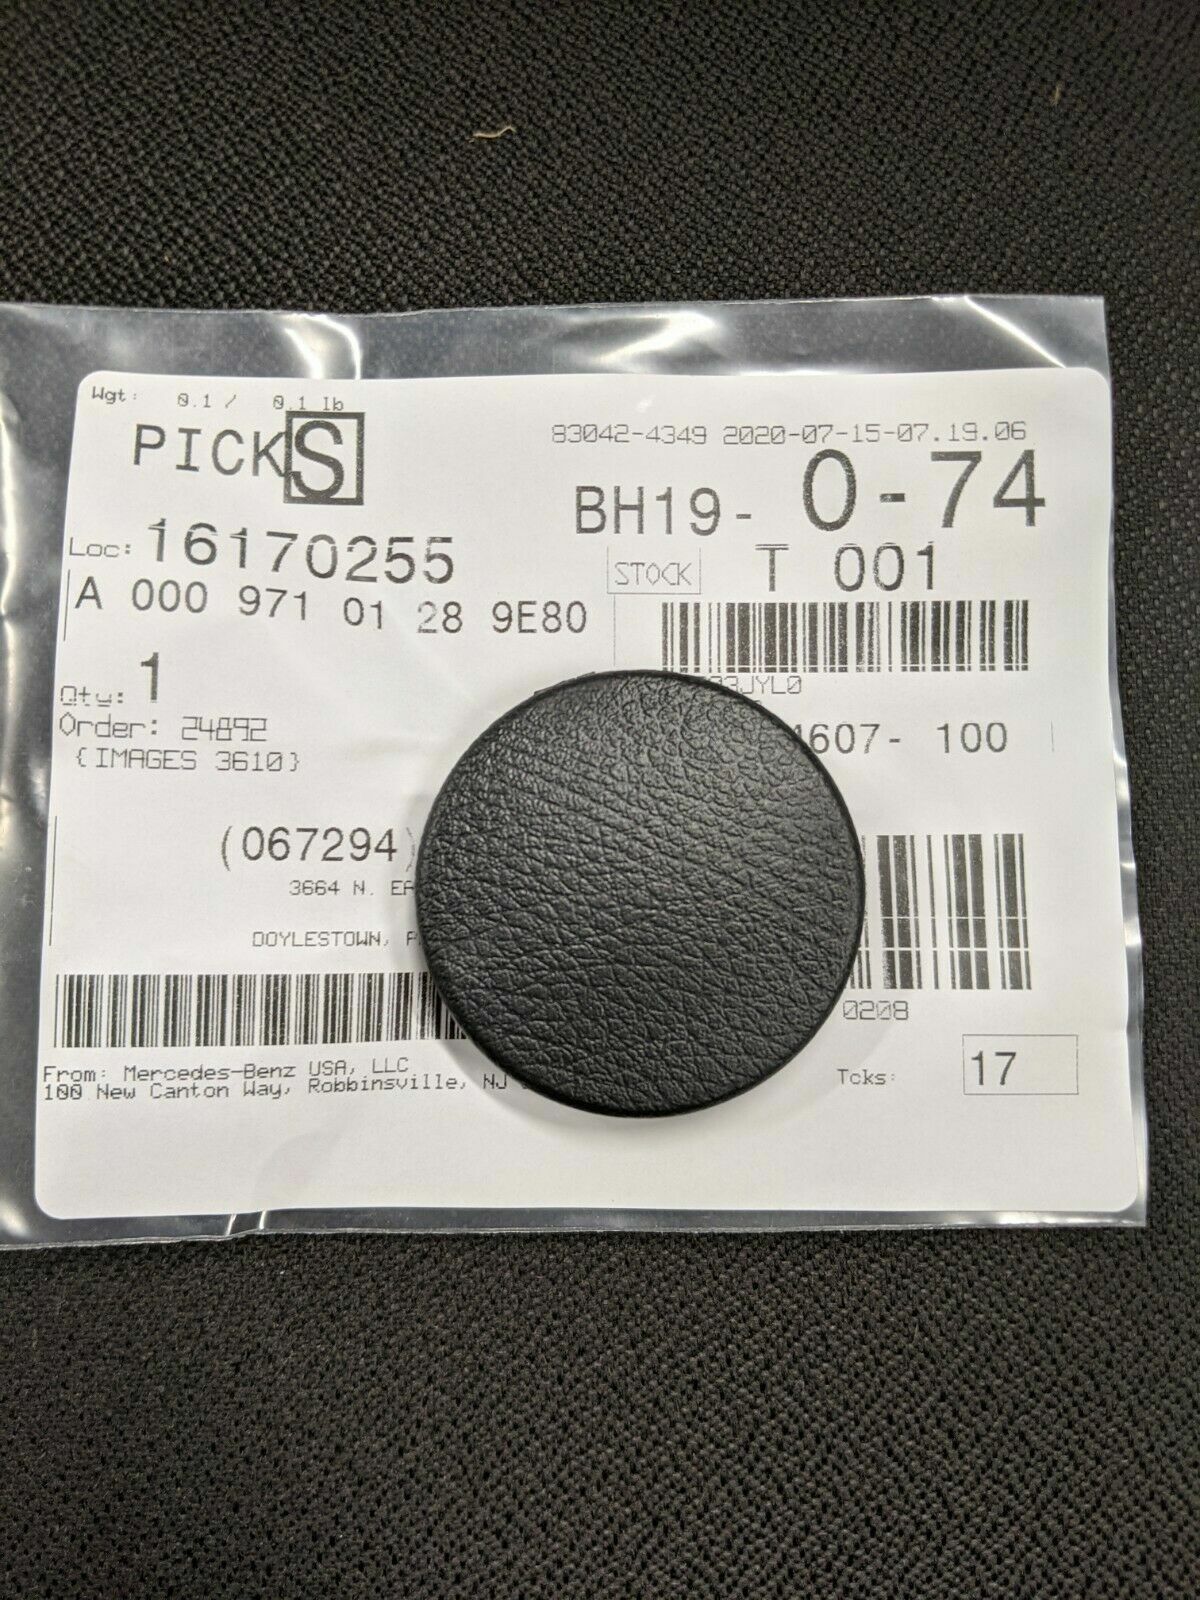 Wgt: 0.1 / 0.1 lb
PICK S
83042-4349 2020-07-15-07.19.06
BH19- 0-74
Loc: 16170255
STOCK T 001
A 000 971 01 28 9E80
Qty: 1
33JYL0
Order: 24892
607- 100
{IMAGES 3610}
(067294)
3664 N.
DOYLESTOWN,
0208
From: Mercedes-Benz USA, LLC
100 New Canton Way, Robbinsville, NJ
Tcks: 17